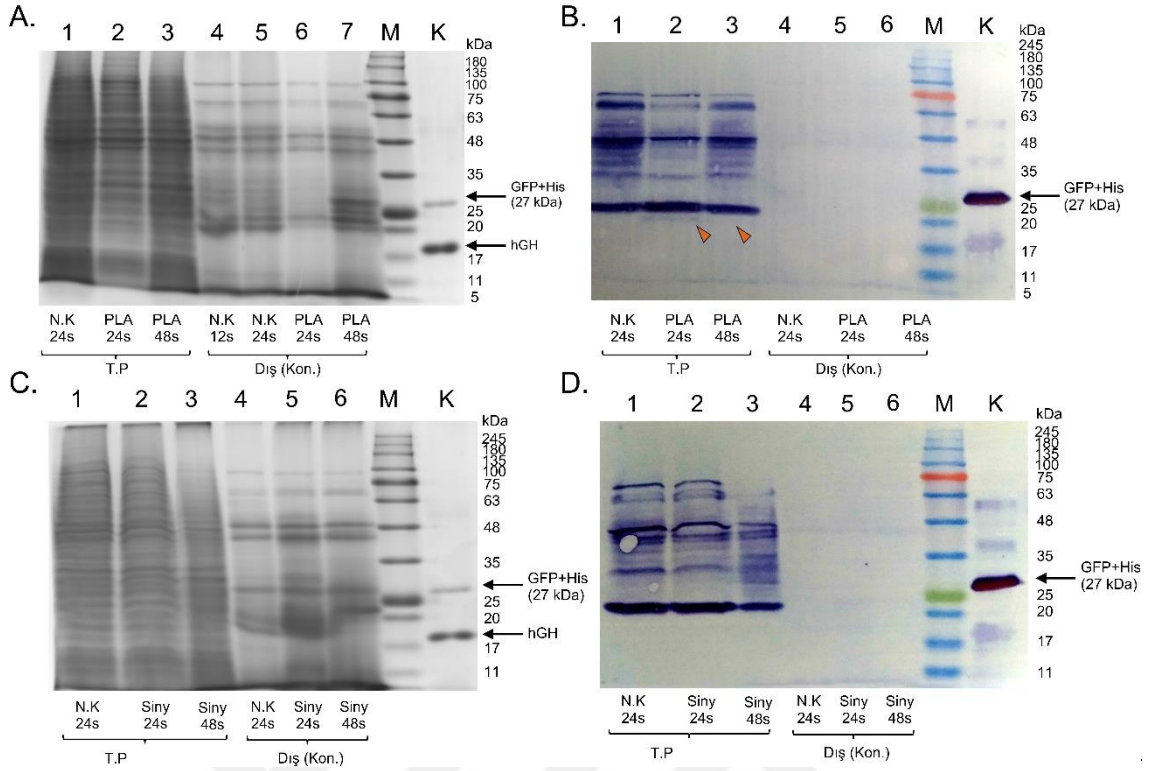 A.
1 2 3 4 5 6 7 M K
kDa
180
135
100
75
63
48
35
25
20
17
11
5
GFP+His
(27 kDa)
hGH
N.K
24s
PLA
24s
PLA
48s
N.K
12s
N.K
24s
PLA
24s
PLA
48s
T.P
Dış (Kon.)
B.
1 2 3 4 5 6 M K
kDa
245
180
135
100
75
63
48
35
25
20
17
11
5
GFP+His
(27 kDa)
N.K
24s
PLA
24s
PLA
48s
N.K
24s
PLA
24s
PLA
48s
T.P
Dış (Kon.)
C.
1 2 3 4 5 6 M K
kDa
245
180
135
100
75
63
48
35
25
20
17
11
GFP+His
(27 kDa)
hGH
N.K
24s
Siny
24s
Siny
48s
N.K
24s
Siny
24s
Siny
48s
T.P
Dış (Kon.)
D.
1 2 3 4 5 6 M K
kDa
245
180
135
100
75
63
48
35
25
20
17
11
GFP+His
(27 kDa)
N.K
24s
Siny
24s
Siny
48s
N.K
24s
Siny
24s
Siny
48s
T.P
Dış (Kon.)